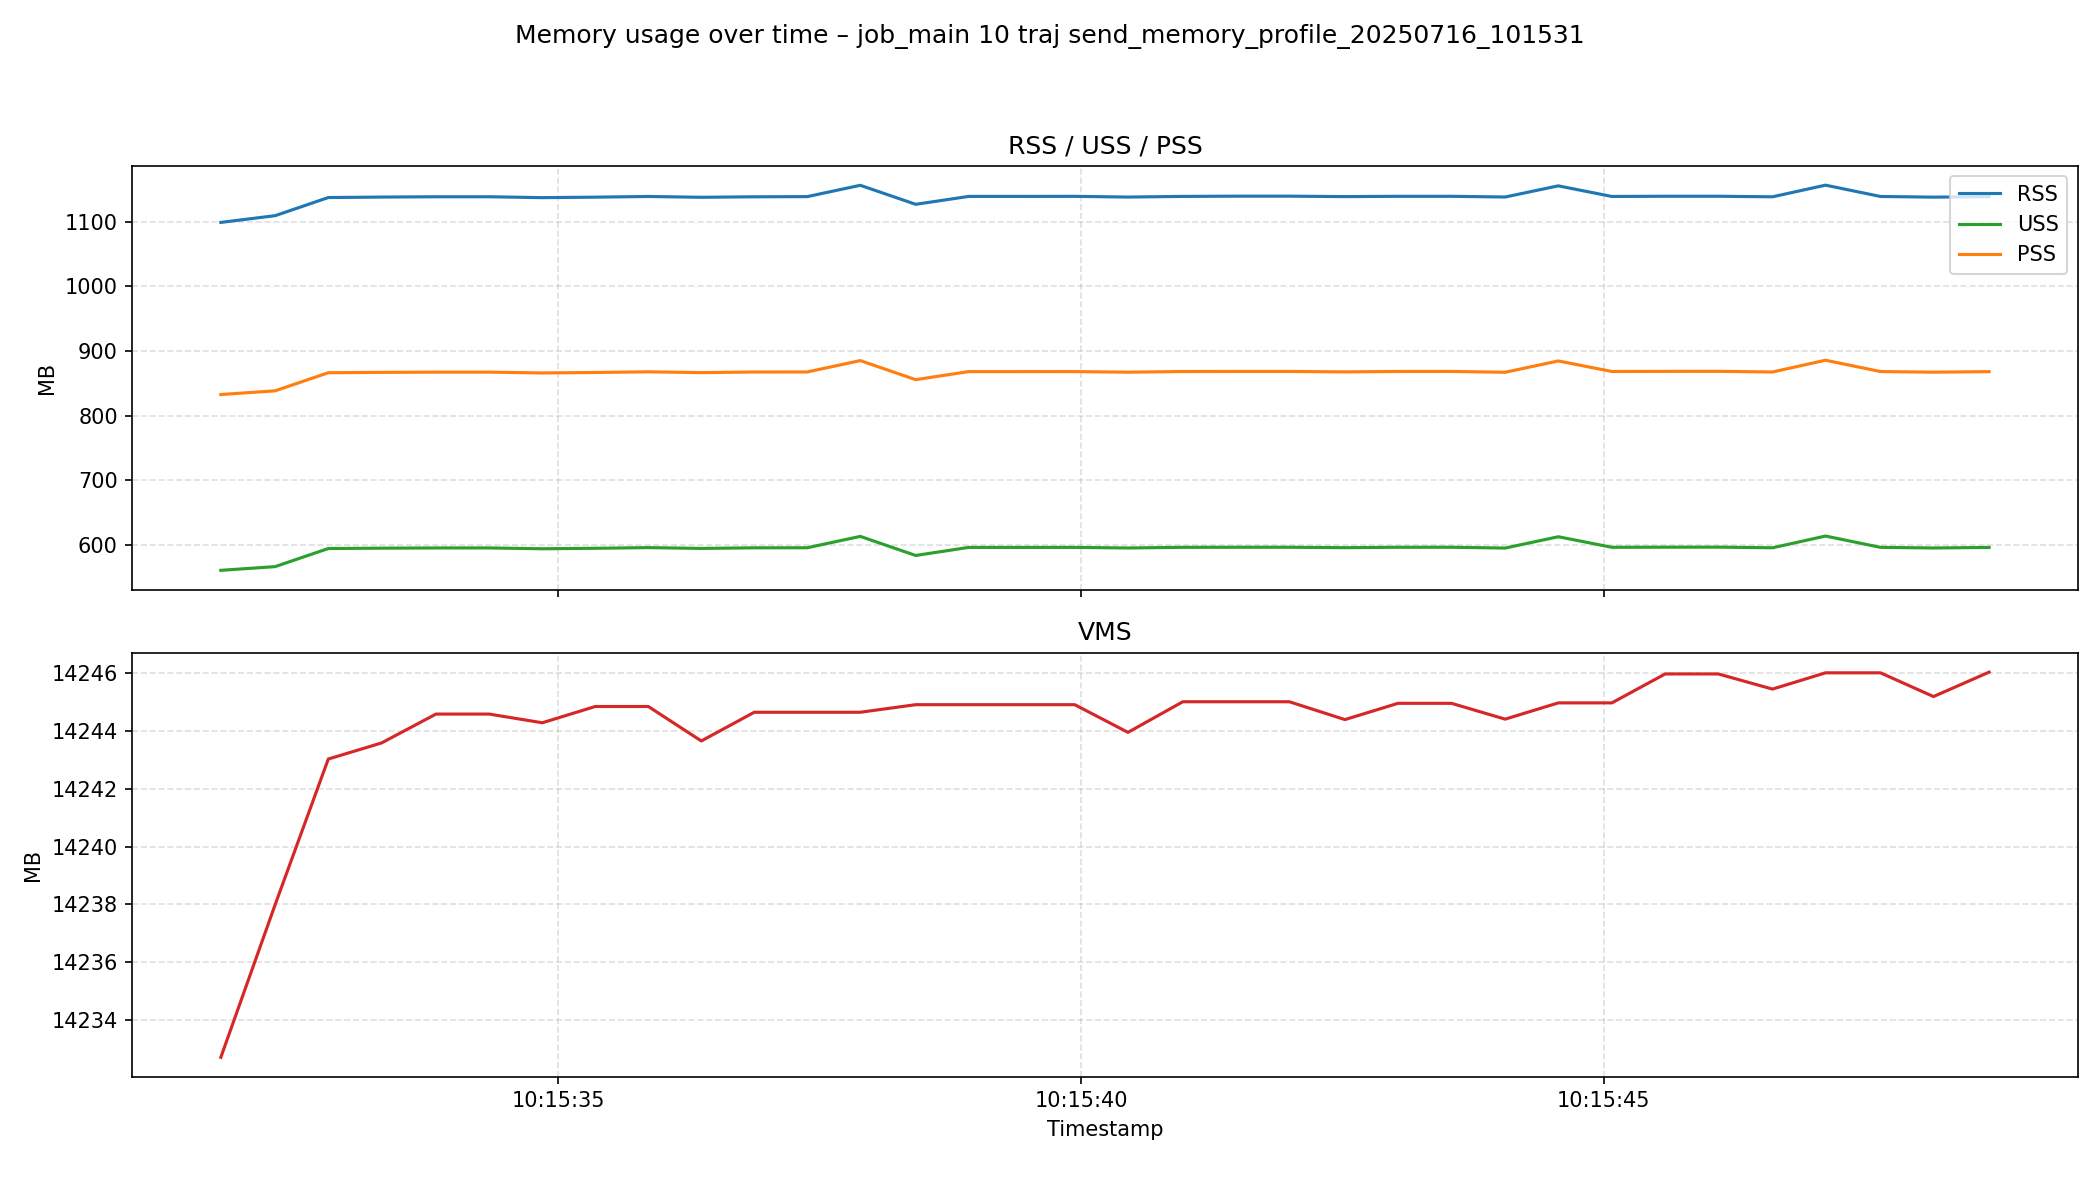 Memory usage over time – job_main 10 traj send_memory_profile_20250716_101531
RSS / USS / PSS
1100
1000
900
800
700
600
MB
RSS
USS
PSS
VMS
14246
14244
14242
14240
14238
14236
14234
MB
10:15:35
10:15:40
10:15:45
Timestamp